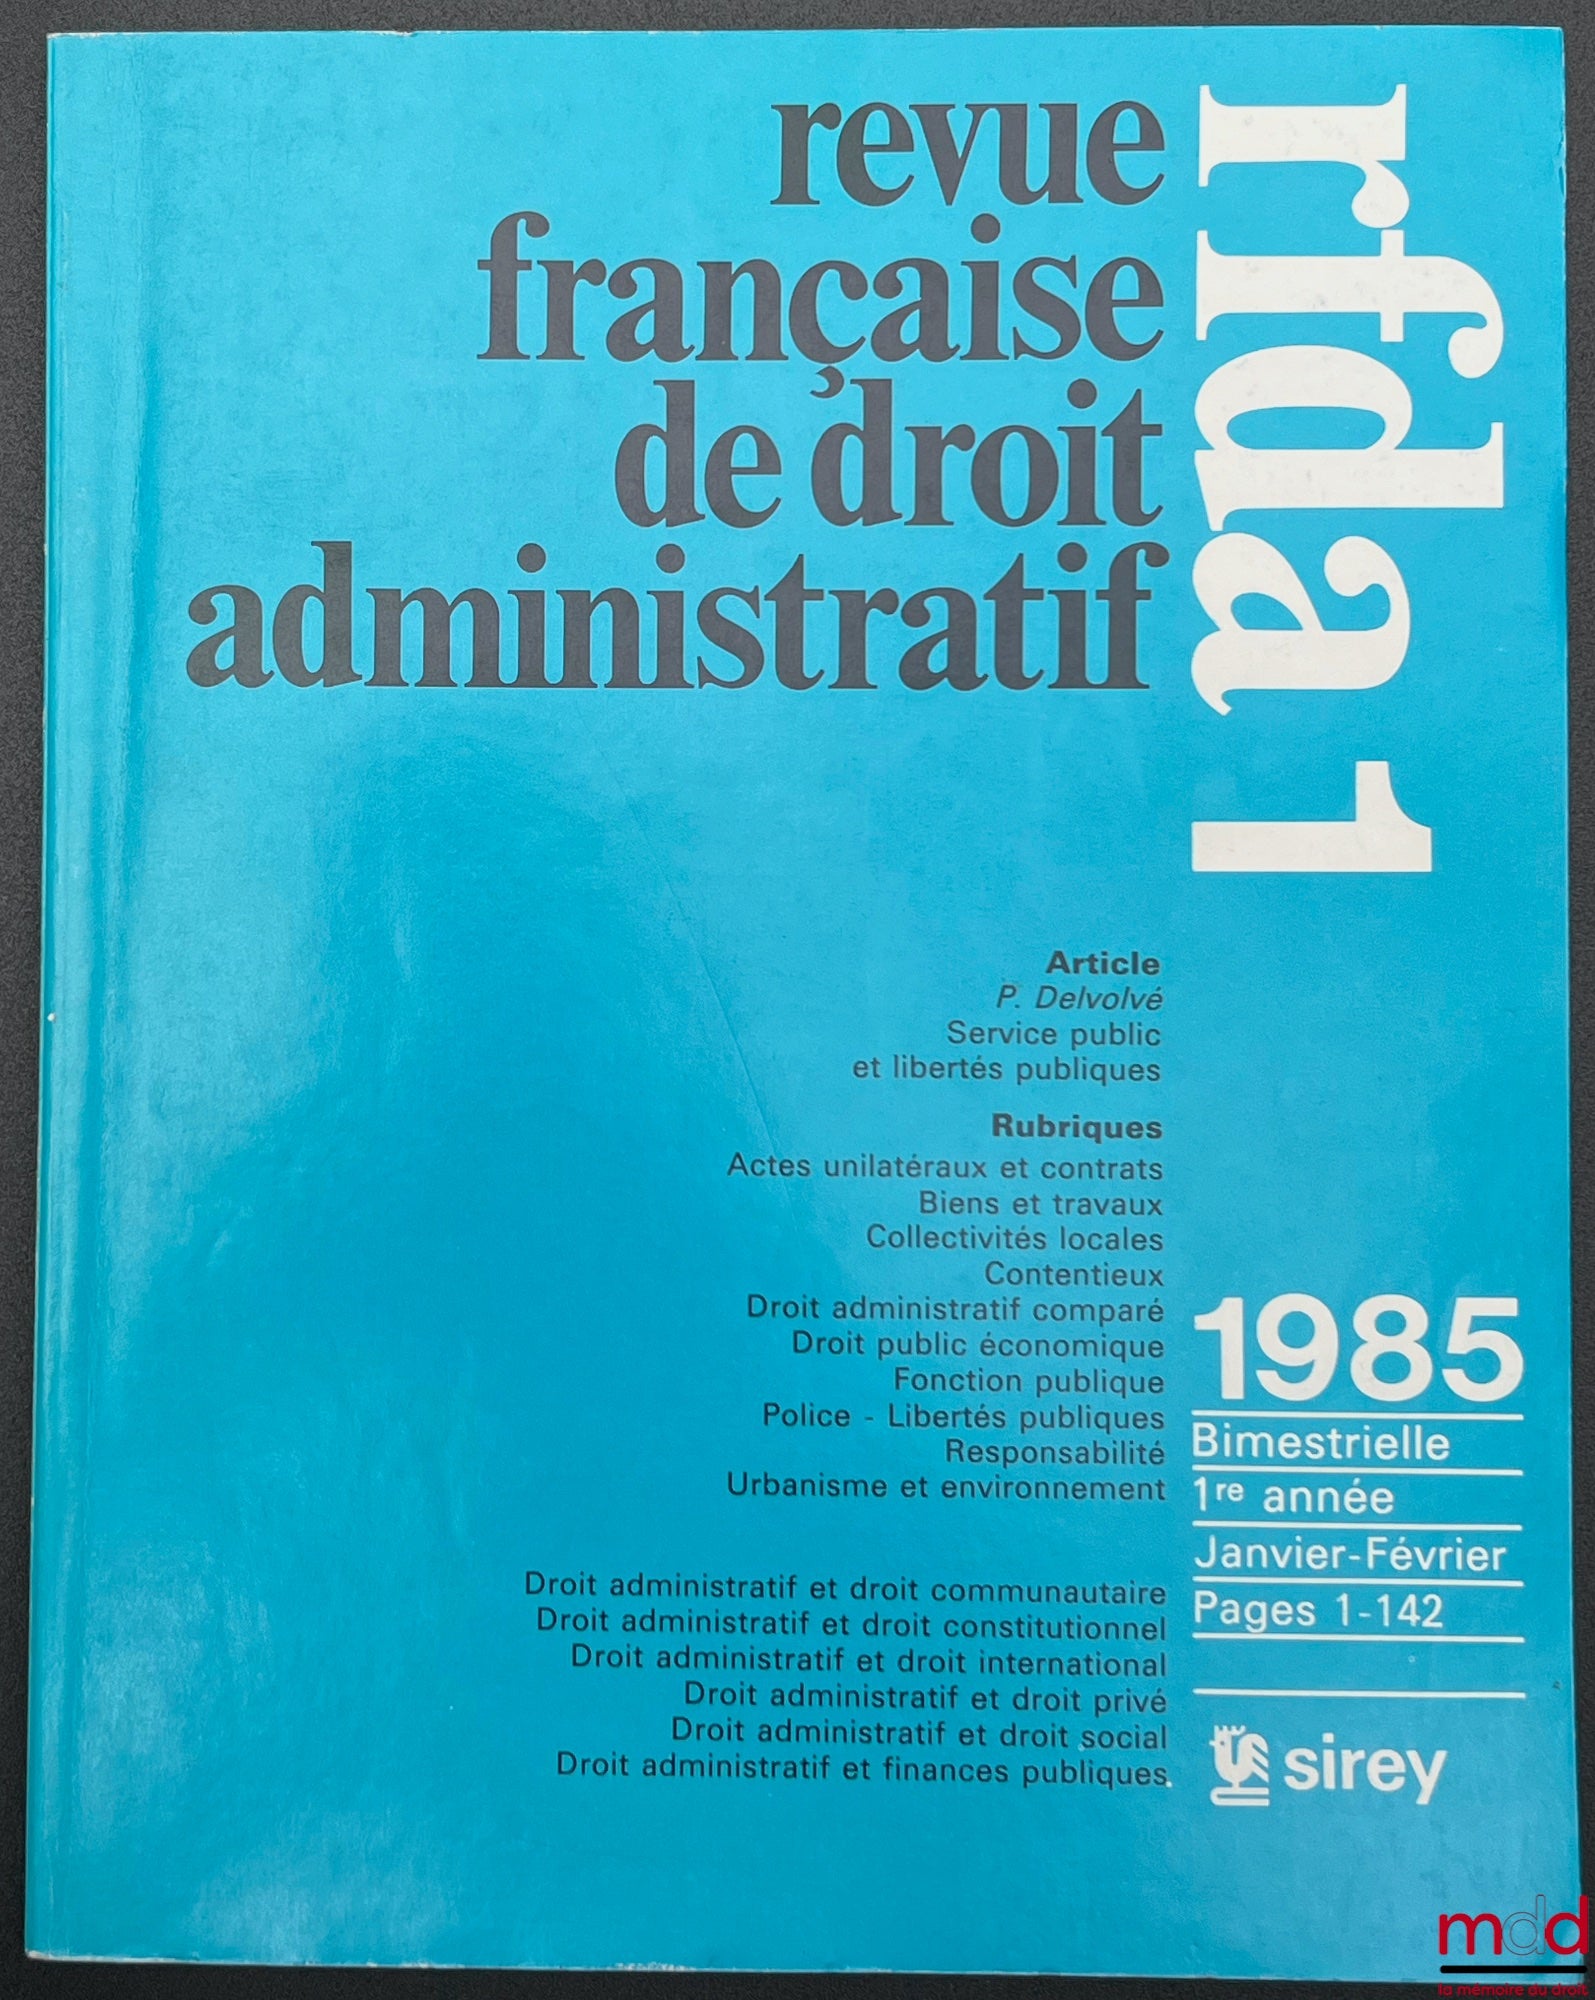 revue
française
de droit
administratif
rfda 1
Article
P. Delvolvé
Service public
et libertés publiques
Rubriques
Actes unilatéraux et contrats
Biens et travaux
Collectivités locales
Contentieux
Droit administratif comparé
Droit public économique
Fonction publique
Police - Libertés publiques
Responsabilité
Urbanisme et environnement
Droit administratif et droit communautaire
Droit administratif et droit constitutionnel
Droit administratif et droit international
Droit administratif et droit privé
Droit administratif et droit social
Droit administratif et finances publiques.
1985
Bimestrielle
1re année
Janvier-Février
Pages 1-142
sirey
mdd
la mémoire du droit